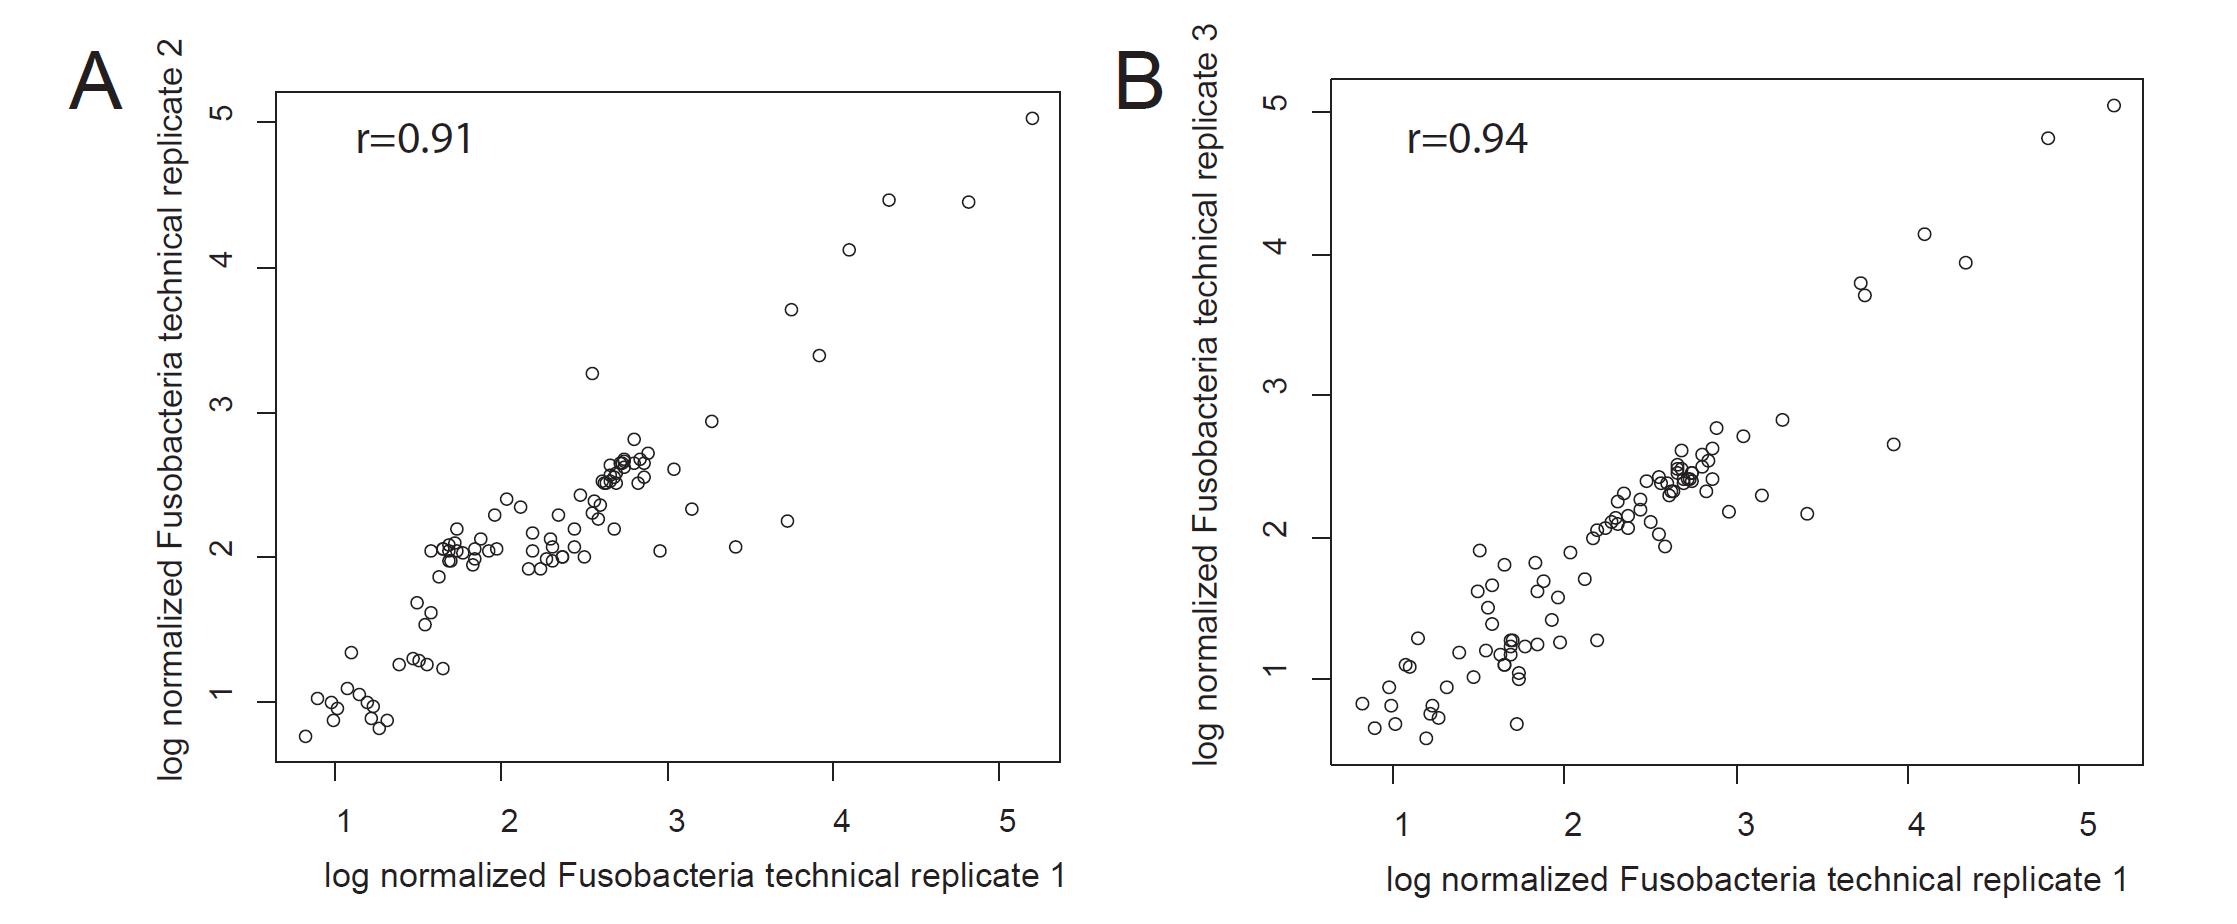 A
log normalized Fusobacteria technical replicate 2
5
4
3
2
1
r=0.91
1 2 3 4 5
log normalized Fusobacteria technical replicate 1
B
log normalized Fusobacteria technical replicate 3
5
4
3
2
1
r=0.94
1 2 3 4 5
log normalized Fusobacteria technical replicate 1